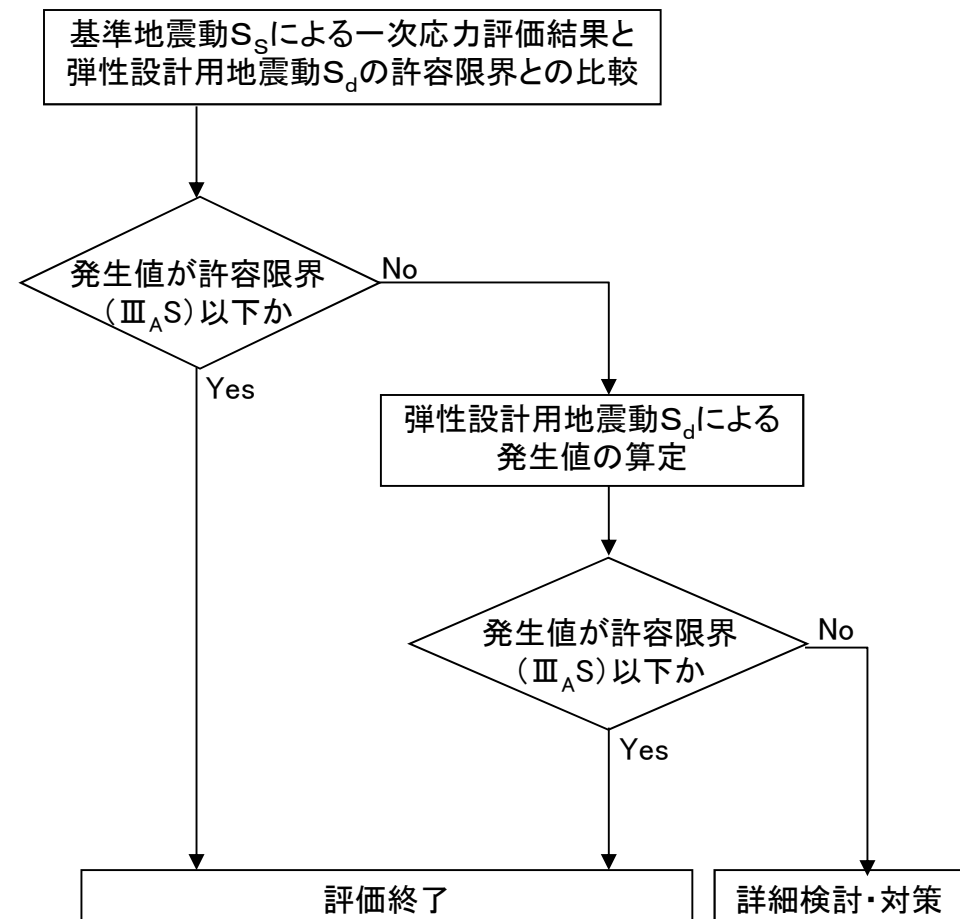 基準地震動SSによる一次応力評価結果と
弾性設計用地震動Sdの許容限界との比較
発生値が許容限界
(ⅢAS)以下か
No
Yes
弾性設計用地震動Sdによる
発生値の算定
発生値が許容限界
(ⅢAS)以下か
No
Yes
評価終了
詳細検討・対策